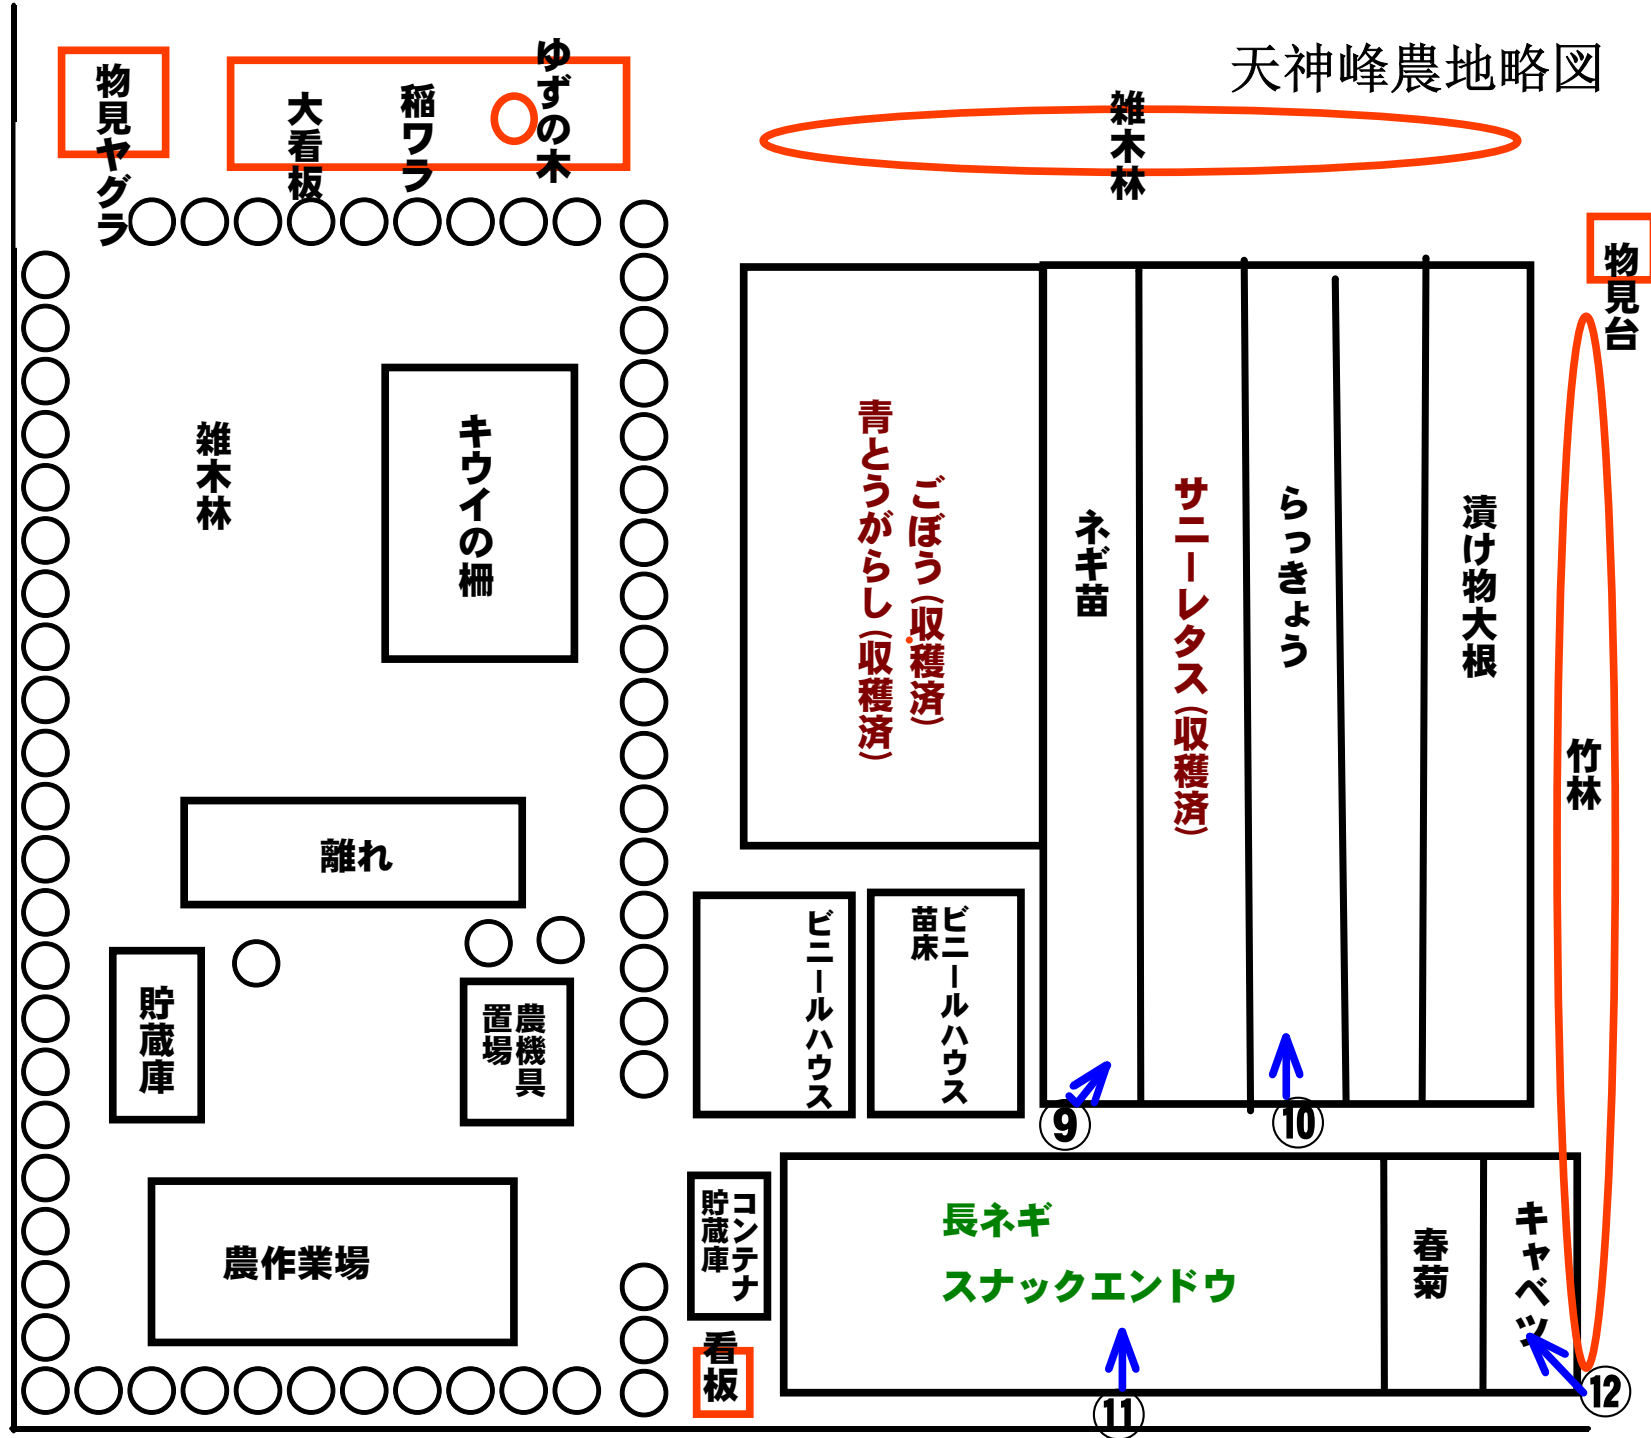 天神峰農地略図
物見ヤグラ
大看板
稲ワラ
ゆずの木
雑木林
物見台
雑木林
キウイの柵
青とうがらし（収穫済）
ごぼう（収穫済）
ネギ苗
サニーレタス（収穫済）
らっきょう
漬け物大根
竹林
離れ
貯蔵庫
農機具
置場
ビニールハウス
ビニールハウス
苗床
⑨
⑩
農作業場
コンテナ
貯蔵庫
看板
長ネギ
スナックエンドウ
春菊
キャベツ
⑪
⑫